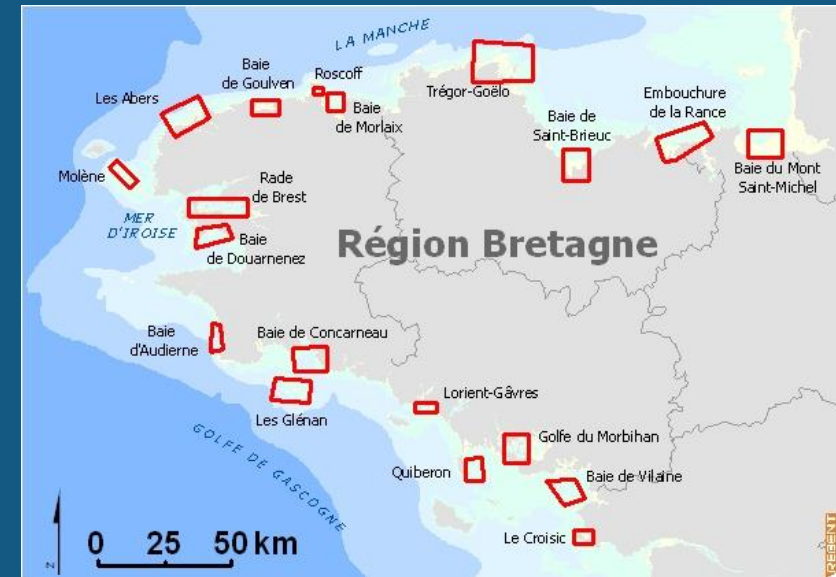 LA MANCHE
Baie
de Goulven
Roscoff
Les Abers
Baie
de Morlaix
Trégor-Goëlo
Baie de
Saint-Brieuc
Embouchure
de la Rance
Baie du Mont
Saint-Michel
Molène
Rade
de Brest
MER
D'IROISE
Baie
de Douarnenez
Région Bretagne
Baie
d'Audierne
Baie de Concarneau
Les Glénan
Lorient-Gâvres
GOLFE DE GASCOGNE
Golfe du Morbihan
Quiberon
Baie de Vilaine
Le Croisic
N
0 25 50 km
REBENT